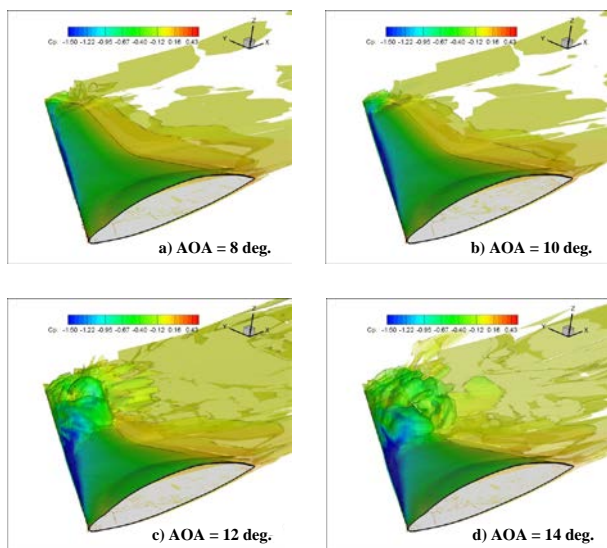 Cp: -1.50 -1.22 -0.95 -0.67 -0.40 -0.12 0.16 0.43
Z
Y
X
a) AOA = 8 deg.
Cp: -1.50 -1.22 -0.95 -0.67 -0.40 -0.12 0.16 0.43
Z
Y
X
b) AOA = 10 deg.
Cp: -1.50 -1.22 -0.95 -0.67 -0.40 -0.12 0.16 0.43
Z
Y
X
c) AOA = 12 deg.
Cp: -1.50 -1.22 -0.95 -0.67 -0.40 -0.12 0.16 0.43
Z
Y
X
d) AOA = 14 deg.